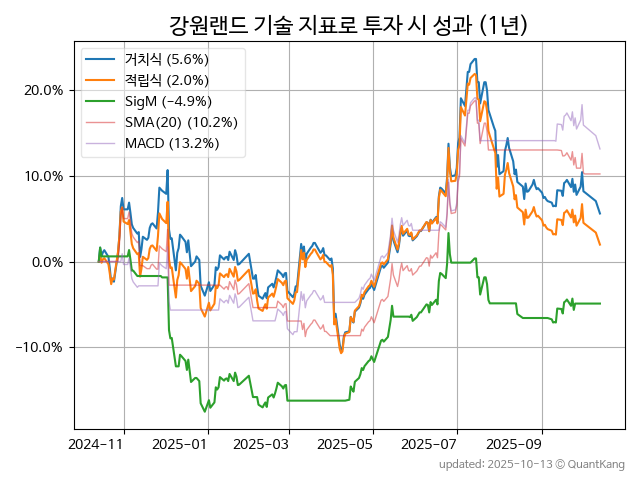 강원랜드 기술 지표로 투자 시 성과 (1년)
거치식 (5.6%)
적립식 (2.0%)
SigM (−4.9%)
SMA(20) (10.2%)
MACD (13.2%)
20.0%
10.0%
0.0%
−10.0%
2024-11
2025-01
2025-03
2025-05
2025-07
2025-09
updated: 2025-10-13 © QuantKang